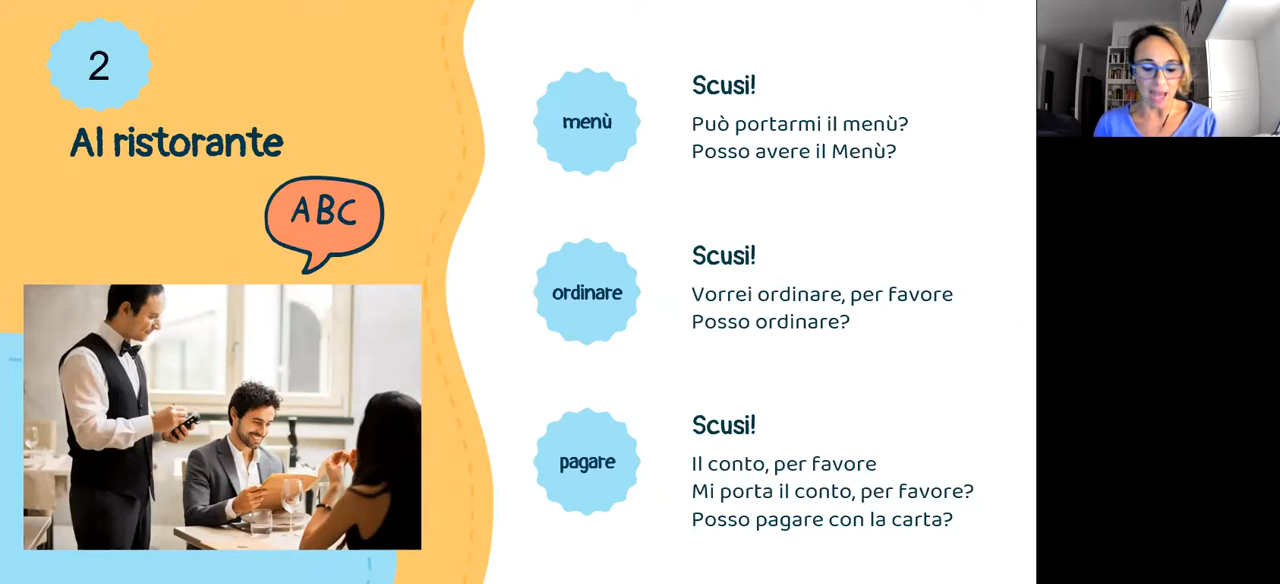 2
Al ristorante
ABC
menù
Scusi!
Può portarmi il menù?
Posso avere il Menù?
ordinare
Scusi!
Vorrei ordinare, per favore
Posso ordinare?
pagare
Scusi!
Il conto, per favore
Mi porta il conto, per favore?
Posso pagare con la carta?